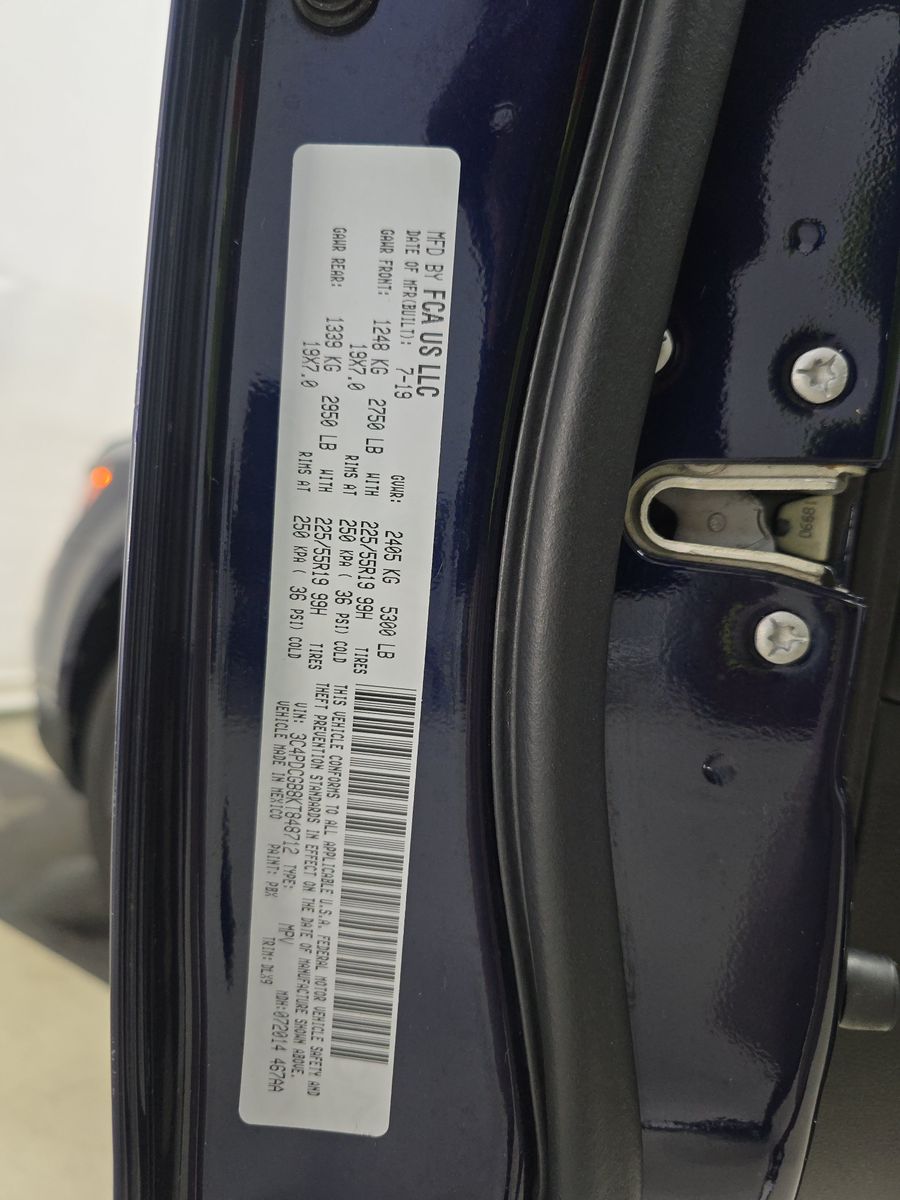 MFD BY FCA US LLC
DATE OF MFR(BUILT): 7-19 GVWR: 2405 KG 5300 LB
GAWR FRONT: 1248 KG 2750 LB WITH 225/55R19 99H TIRES
19X7.0 RIMS AT 250 KPA ( 36 PSI) COLD
GAWR REAR: 1339 KG 2950 LB WITH 225/55R19 99H TIRES
19X7.0 RIMS AT 250 KPA ( 36 PSI) COLD
THIS VEHICLE CONFORMS TO ALL APPLICABLE U.S.A. FEDERAL MOTOR VEHICLE SAFETY AND
THEFT PREVENTION STANDARDS IN EFFECT ON THE DATE OF MANUFACTURE SHOWN ABOVE.
VIN: 3C4PDCGB8KT848712 TYPE: MPV MDH:072014 467AA
VEHICLE MADE IN MEXICO PAINT: PBX TRIM: DLX9